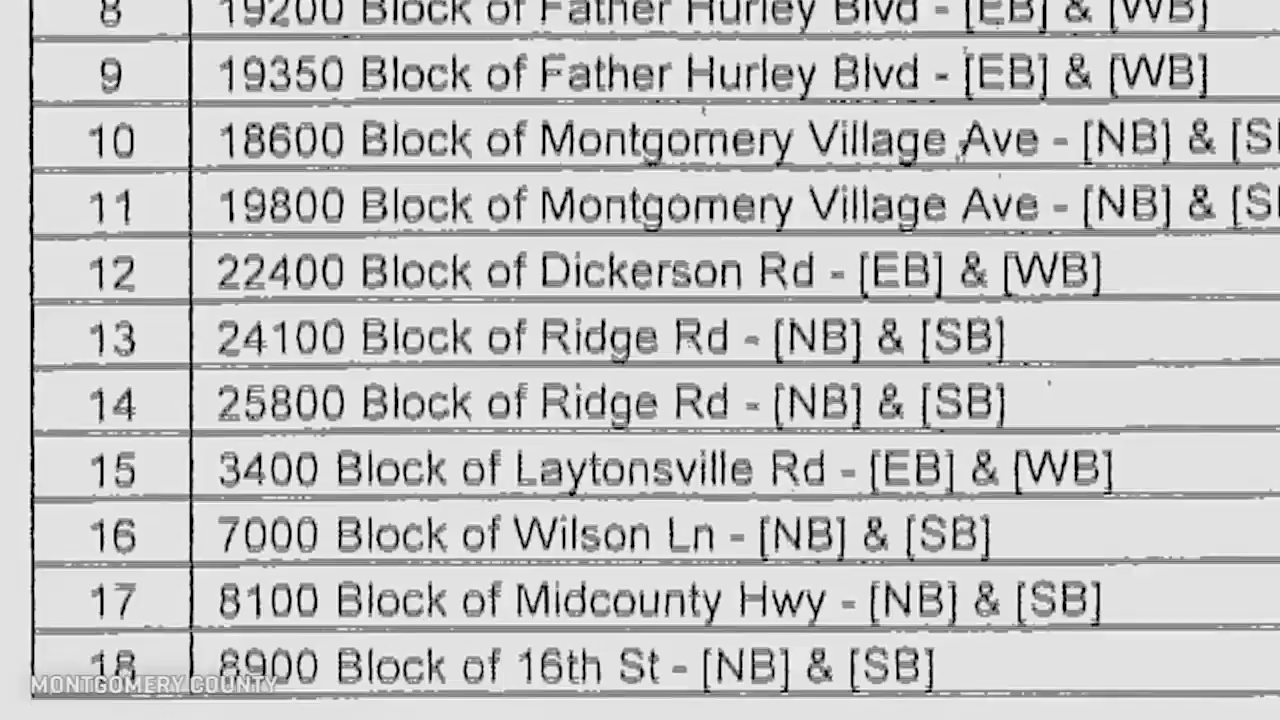 8 19200 Block of Father Hurley Blvd - [EB] & [WB]
9 19350 Block of Father Hurley Blvd - [EB] & [WB]
10 18600 Block of Montgomery Village Ave - [NB] & [S
11 19800 Block of Montgomery Village Ave - [NB] & [S
12 22400 Block of Dickerson Rd - [EB] & [WB]
13 24100 Block of Ridge Rd - [NB] & [SB]
14 25800 Block of Ridge Rd - [NB] & [SB]
15 3400 Block of Laytonsville Rd - [EB] & [WB]
16 7000 Block of Wilson Ln - [NB] & [SB]
17 8100 Block of Midcounty Hwy - [NB] & [SB]
18 8900 Block of 16th St - [NB] & [SB]
MONTGOMERY COUNTY